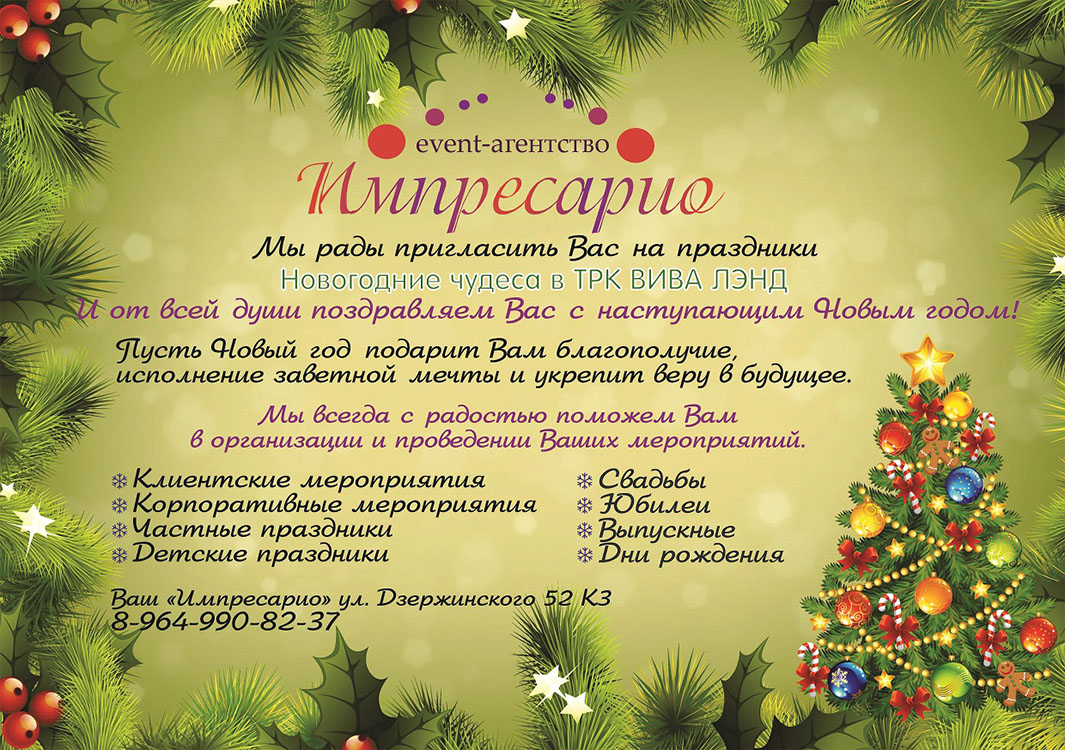 event-агентство
Импресарио
Мы рады пригласить Вас на праздники
Новогодние чудеса в ТРК ВИВА ЛЭНД
И от всей души поздравляем Вас с наступающим Новым годом!
Пусть Новый год подарит Вам благополучие,
исполнение заветной мечты и укрепит веру в будущее.
Мы всегда с радостью поможем Вам
в организации и проведении Ваших мероприятий.
Клиентские мероприятия
Корпоративные мероприятия
Частные праздники
Детские праздники
Свадьбы
Юбилеи
Выпускные
Дни рождения
Ваш «Импресарио» ул. Дзержинского 52 К3
8-964-990-82-37